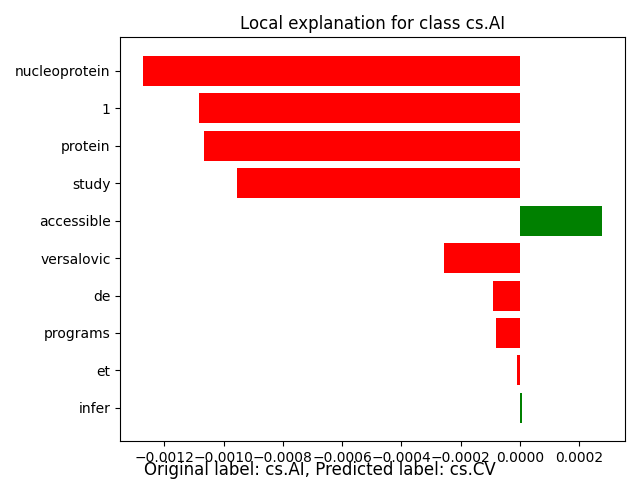 Local explanation for class cs.AI
nucleoprotein
1
protein
study
accessible
versalovic
de
programs
et
infer
−0.0012 −0.0010 −0.0008 −0.0006 −0.0004 −0.0002 0.0000 0.0002
Original label: cs.AI, Predicted label: cs.CV